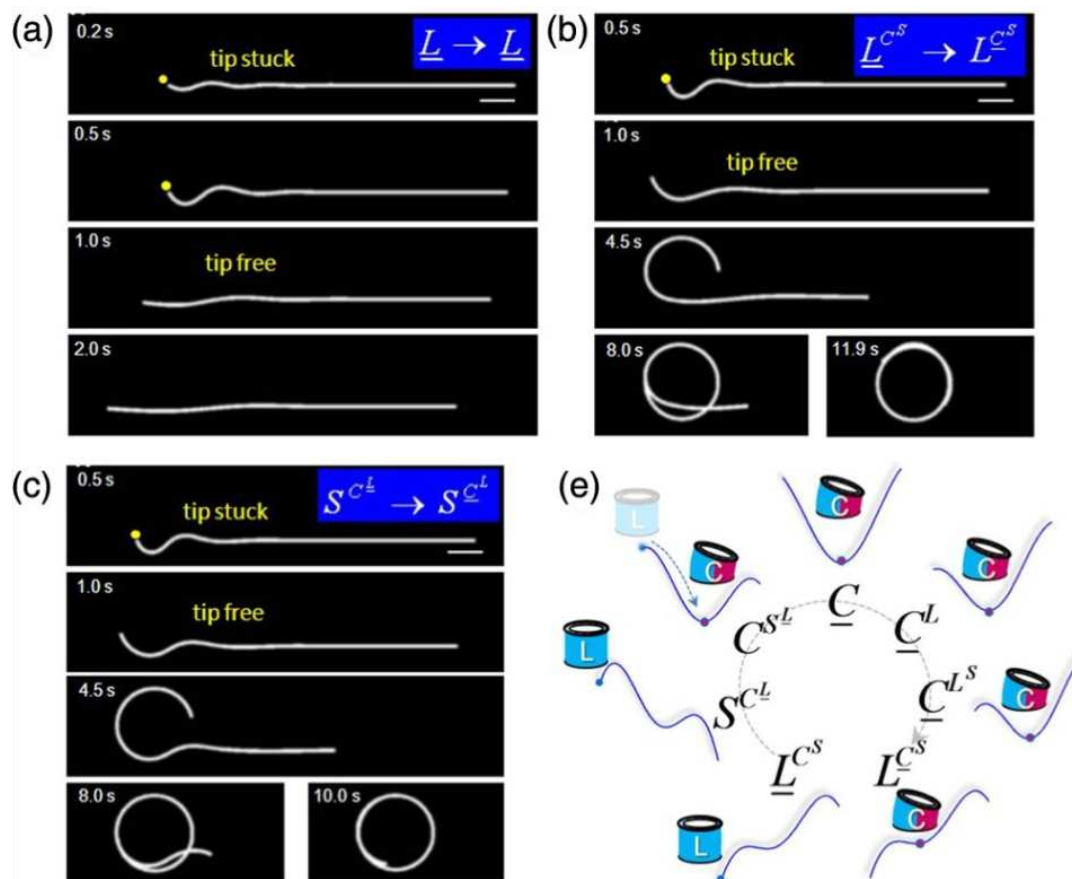 (a)
0.2 s
tip stuck
L → L
0.5 s
1.0 s
tip free
2.0 s
(b)
0.5 s
tip stuck
L^{C^S} → L^{C^S}
1.0 s
tip free
4.5 s
8.0 s
11.9 s
(c)
0.5 s
tip stuck
S^{C^L} → S^{C^L}
1.0 s
tip free
4.5 s
8.0 s
10.0 s
(e)
L
C
C
C
C
C
L
L
C
C^{S^L}
C^L
S^{C^L}
C^{L^S}
L^{C^S}
L^{C^S}